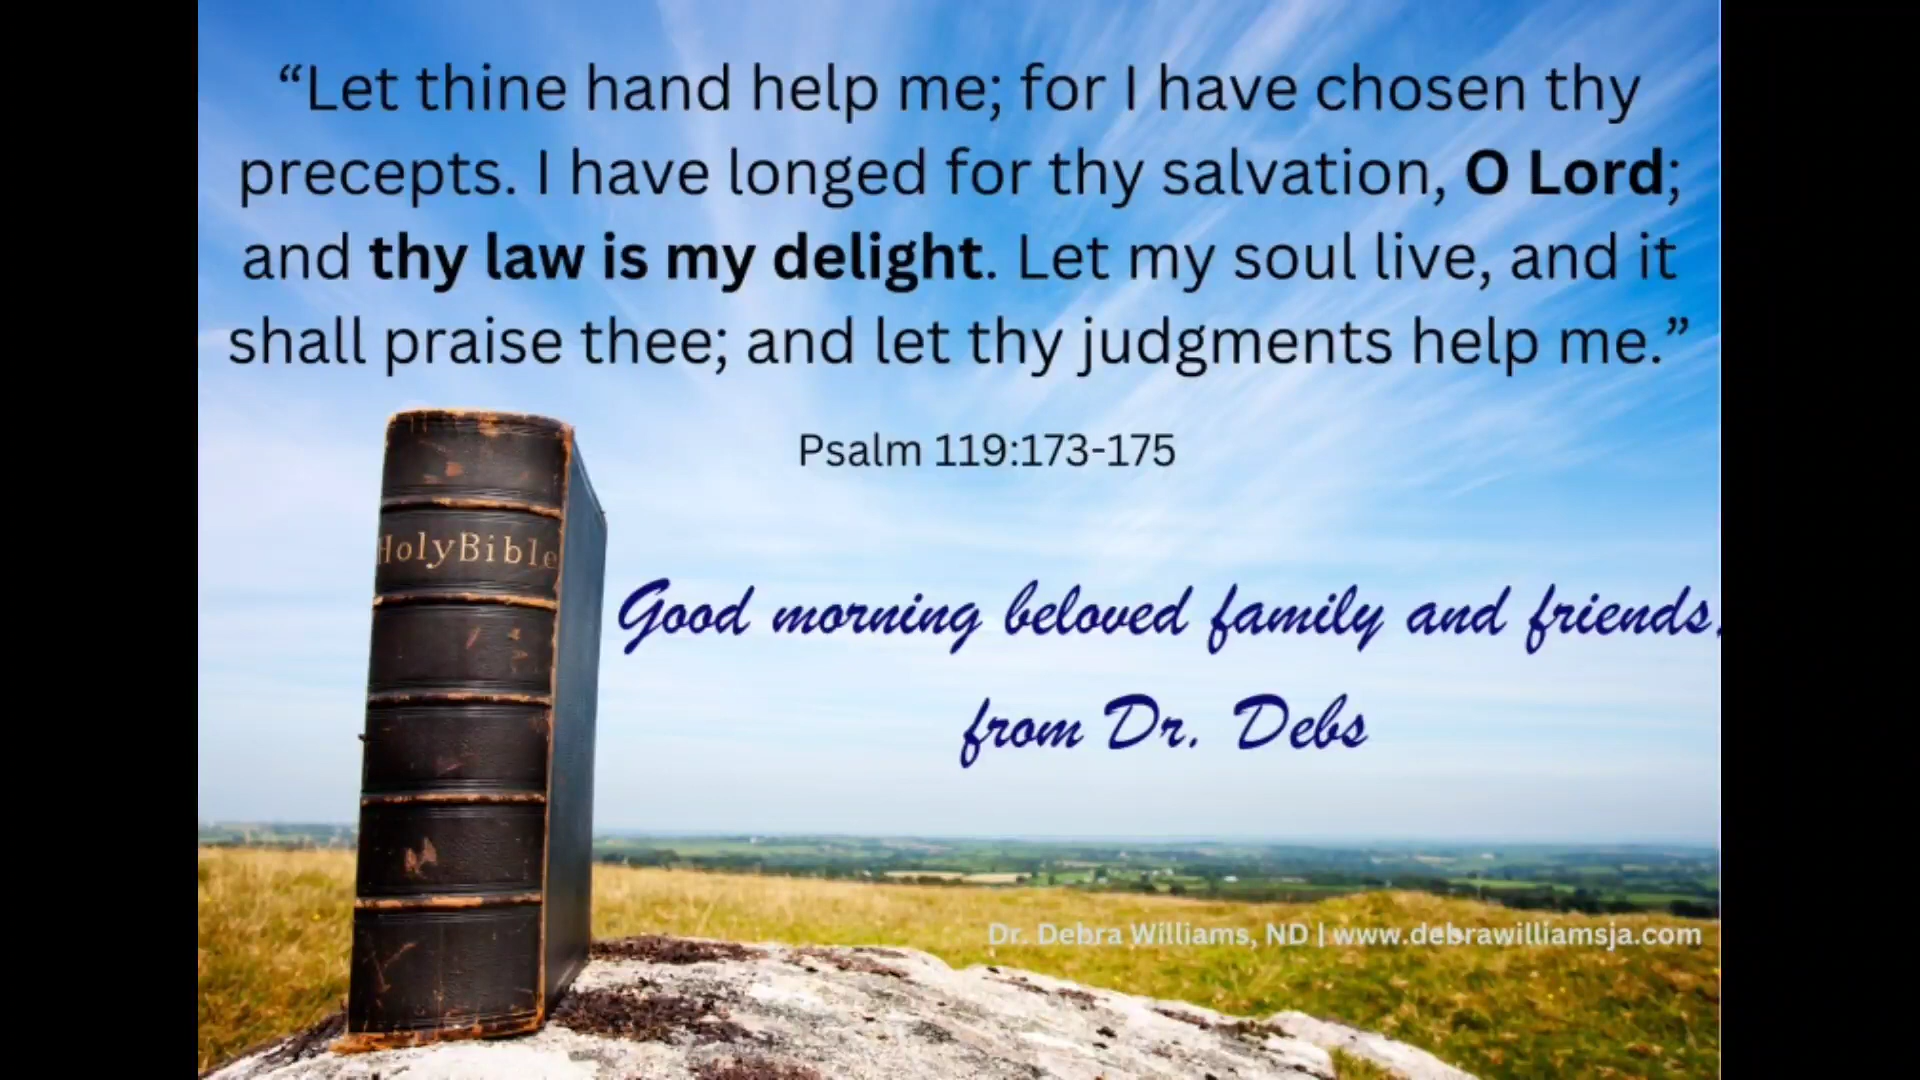 “Let thine hand help me; for I have chosen thy
precepts. I have longed for thy salvation, O Lord;
and thy law is my delight. Let my soul live, and it
shall praise thee; and let thy judgments help me.”
Psalm 119:173-175
HolyBible
Good morning beloved family and friends,
from Dr. Debs
Dr. Debra Williams, ND | www.debrawilliamsja.com